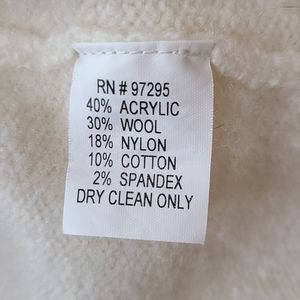 RN # 97295
40% ACRYLIC
30% WOOL
18% NYLON
10% COTTON
2% SPANDEX
DRY CLEAN ONLY